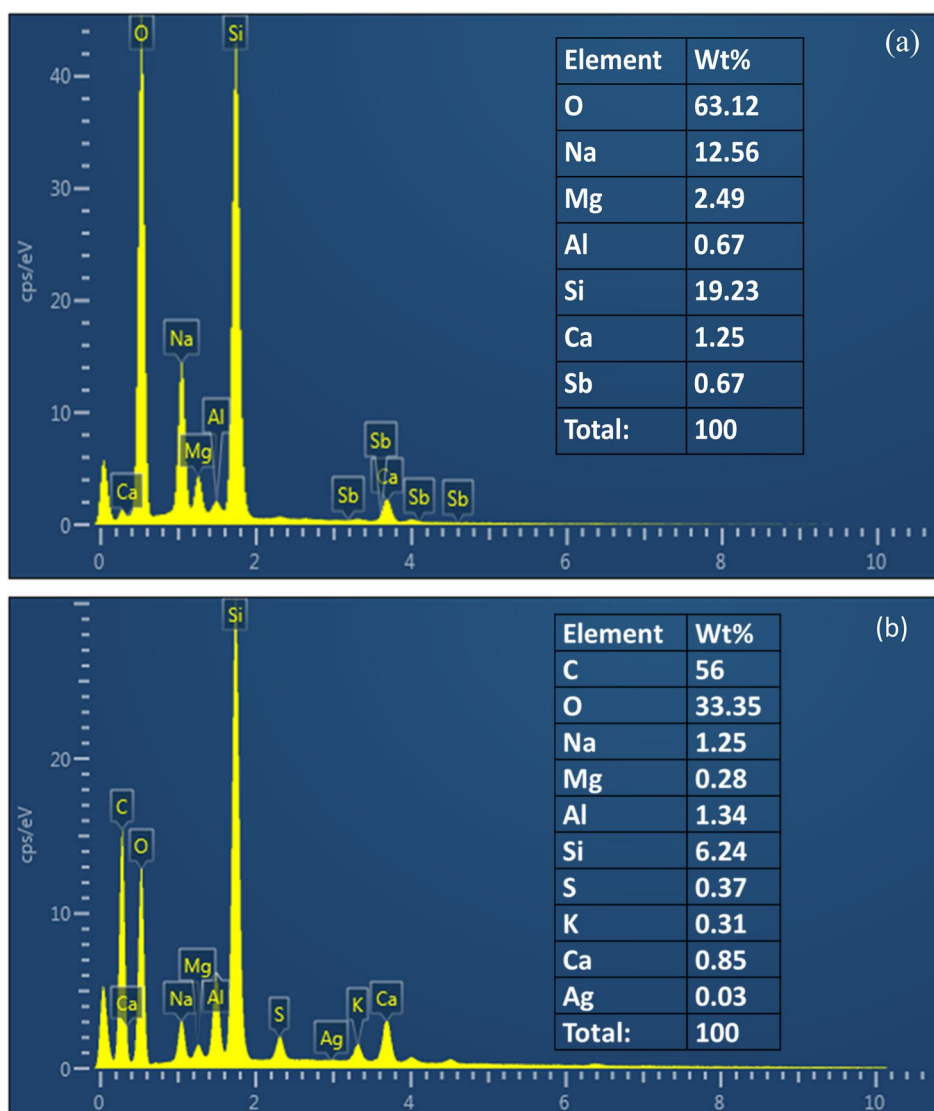 (a)
cps/eV
40
30
20
10
0
O
Si
Na
Al
Mg
Ca
Sb
Ca
Sb
Sb
Sb
0 2 4 6 8 10
Element Wt%
O 63.12
Na 12.56
Mg 2.49
Al 0.67
Si 19.23
Ca 1.25
Sb 0.67
Total: 100
(b)
cps/eV
20
10
0
Si
C
O
Mg
Ca
Na
Al
S
Ag
K
Ca
0 2 4 6 8 10
Element Wt%
C 56
O 33.35
Na 1.25
Mg 0.28
Al 1.34
Si 6.24
S 0.37
K 0.31
Ca 0.85
Ag 0.03
Total: 100